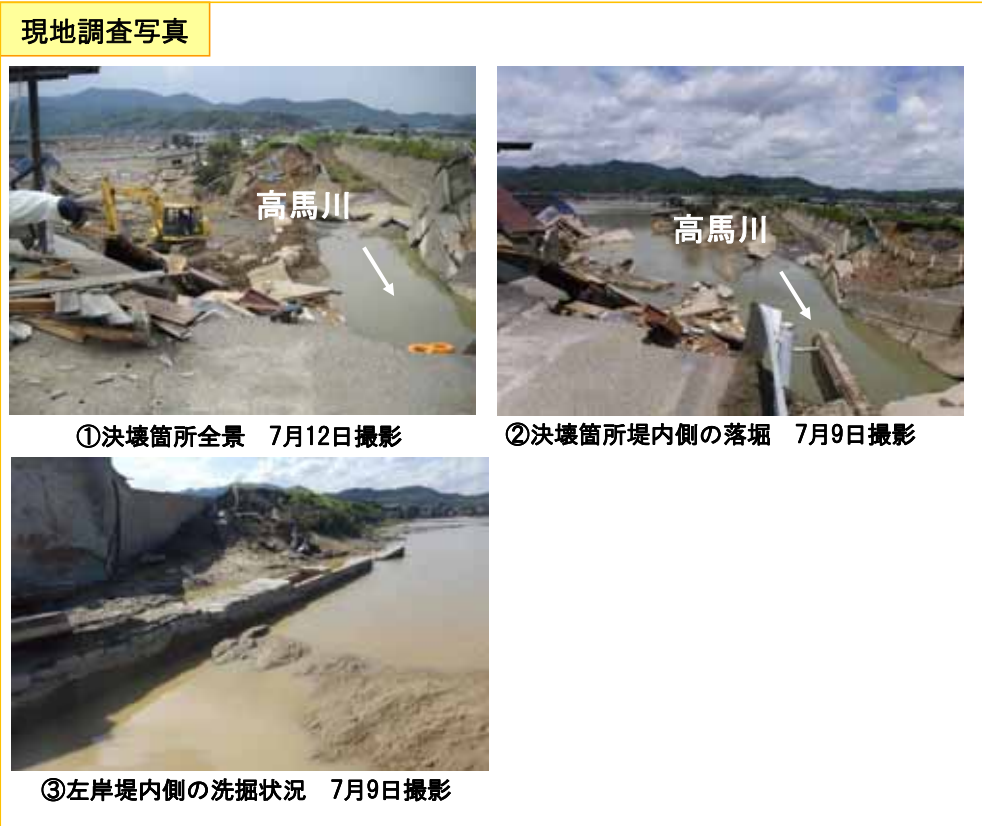 現地調査写真
高馬川
高馬川
①決壊箇所全景　7月12日撮影
②決壊箇所堤内側の落堀　7月9日撮影
③左岸堤内側の洗掘状況　7月9日撮影